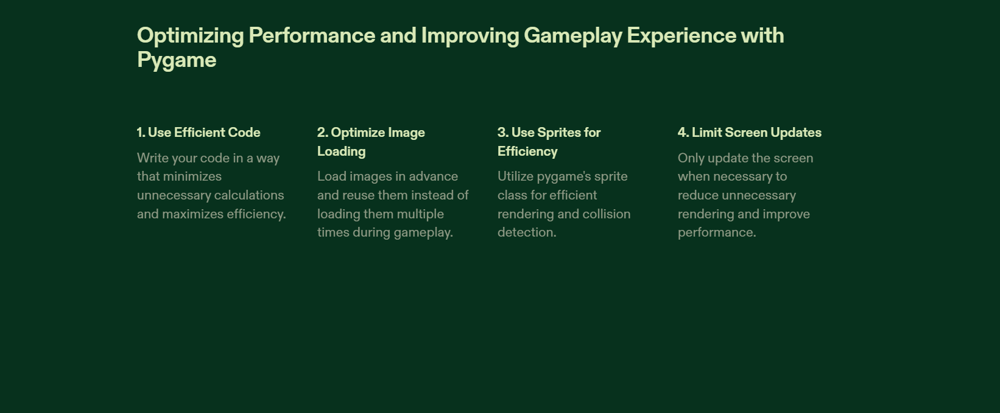 Optimizing Performance and Improving Gameplay Experience with
Pygame
1. Use Efficient Code
Write your code in a way
that minimizes
unnecessary calculations
and maximizes efficiency.
2. Optimize Image
Loading
Load images in advance
and reuse them instead of
loading them multiple
times during gameplay.
3. Use Sprites for
Efficiency
Utilize pygame's sprite
class for efficient
rendering and collision
detection.
4. Limit Screen Updates
Only update the screen
when necessary to
reduce unnecessary
rendering and improve
performance.